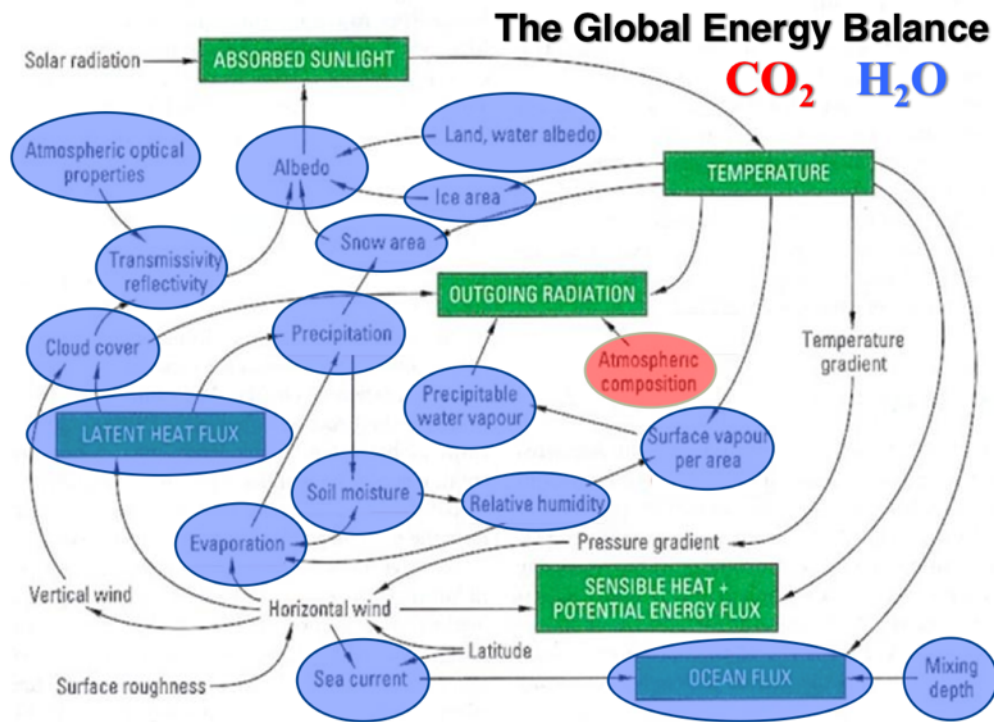 The Global Energy Balance
CO₂ H₂O
Solar radiation
ABSORBED SUNLIGHT
Atmospheric optical
properties
Albedo
Land, water albedo
TEMPERATURE
Ice area
Snow area
Transmissivity
reflectivity
OUTGOING RADIATION
Cloud cover
Precipitation
Temperature
gradient
Atmospheric
composition
Precipitable
water vapour
LATENT HEAT FLUX
Surface vapour
per area
Soil moisture
Relative humidity
Evaporation
Pressure gradient
SENSIBLE HEAT +
POTENTIAL ENERGY FLUX
Vertical wind
Horizontal wind
Latitude
Surface roughness
Sea current
OCEAN FLUX
Mixing
depth